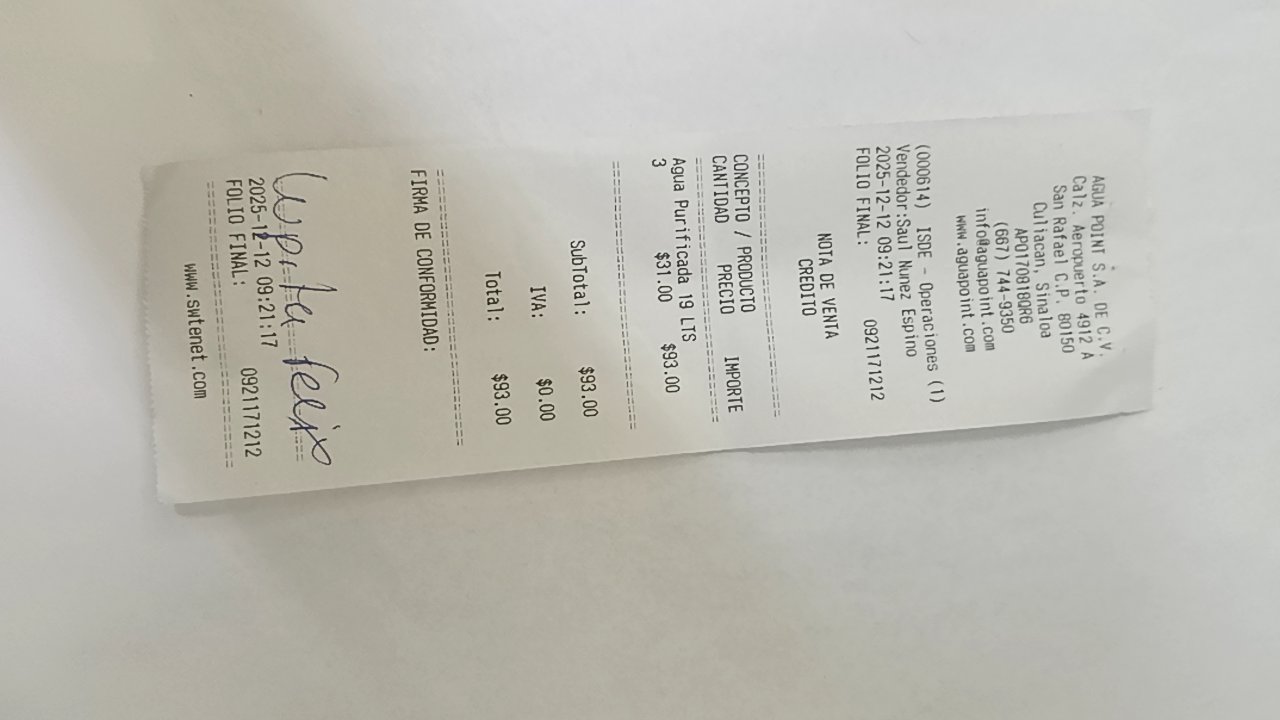 AGUA POINT S.A. DE C.V.
Calz. Aeropuerto 4912 A
San Rafael C.P. 80150
Culiacan, Sinaloa
APO170818QR6
(667) 744-9350
info@aguapoint.com
www.aguapoint.com
(000614) ISDE - Operaciones (1)
Vendedor:Saul Nunez Espino
2025-12-12 09:21:17
FOLIO FINAL: 0921171212
NOTA DE VENTA
CREDITO
CONCEPTO / PRODUCTO
CANTIDAD PRECIO IMPORTE
Agua Purificada 19 LTS
3 $31.00 $93.00
SubTotal: $93.00
IVA: $0.00
Total: $93.00
FIRMA DE CONFORMIDAD:
2025-12-12 09:21:17
FOLIO FINAL: 0921171212
www.swtenet.com